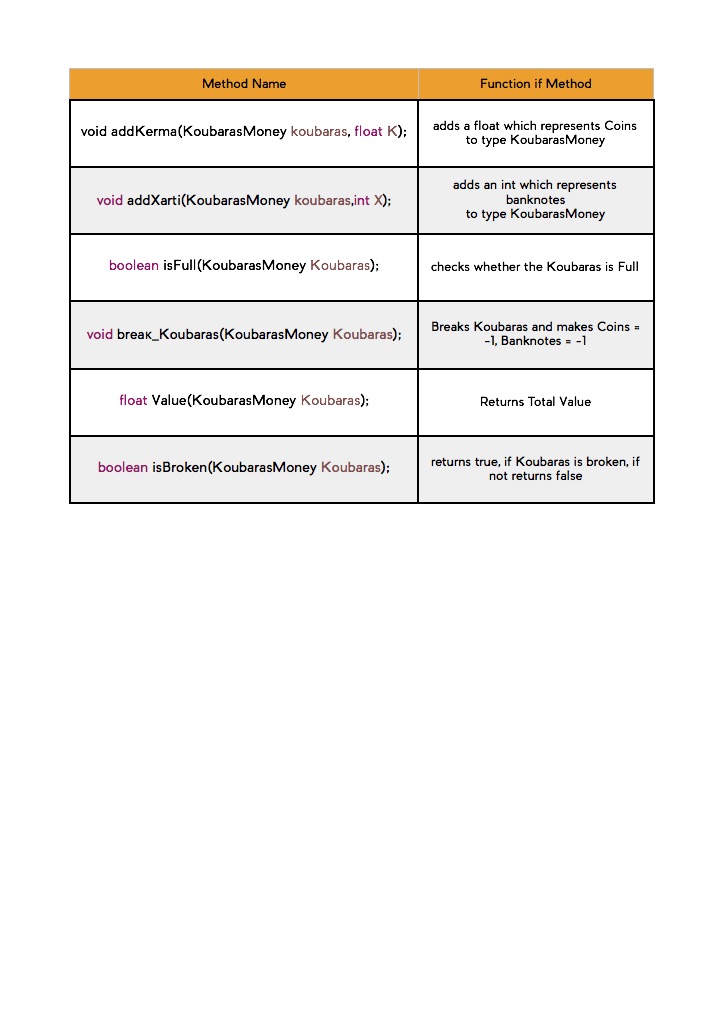 Method Name
Function if Method
void addKerma(KoubarasMoney koubaras, float K);
adds a float which represents Coins
to type KoubarasMoney
void addXarti(KoubarasMoney koubaras,int X);
adds an int which represents
banknotes
to type KoubarasMoney
boolean isFull(KoubarasMoney Koubaras);
checks whether the Koubaras is Full
void breaκ_Koubaras(KoubarasMoney Koubaras);
Breaks Koubaras and makes Coins =
-1, Banknotes = -1
float Value(KoubarasMoney Koubaras);
Returns Total Value
boolean isBroken(KoubarasMoney Koubaras);
returns true, if Koubaras is broken, if
not returns false